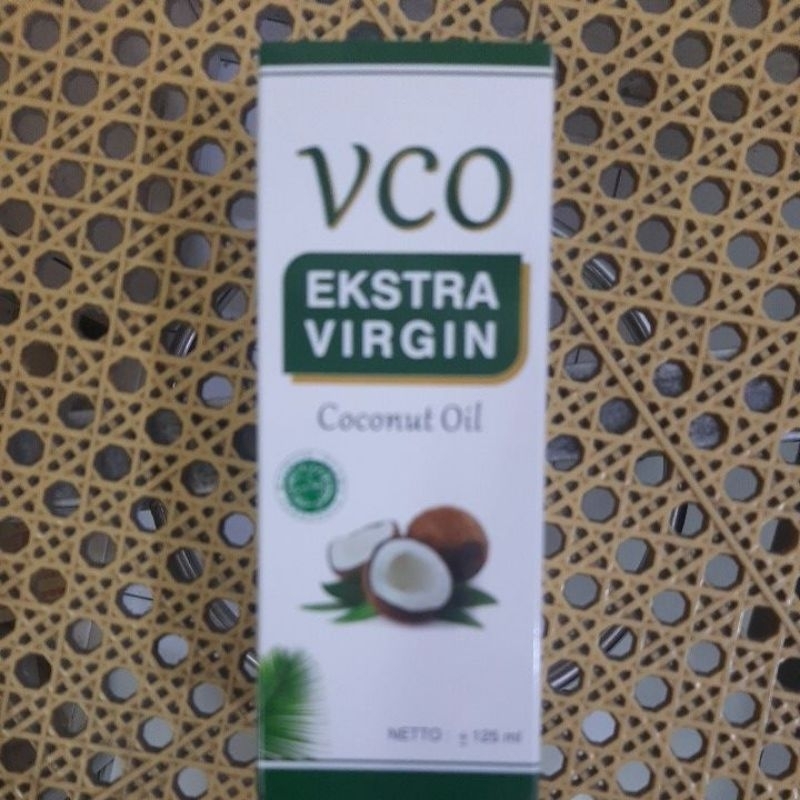 VCO
EKSTRA
VIRGIN
Coconut Oil
NETTO : ± 125 ml